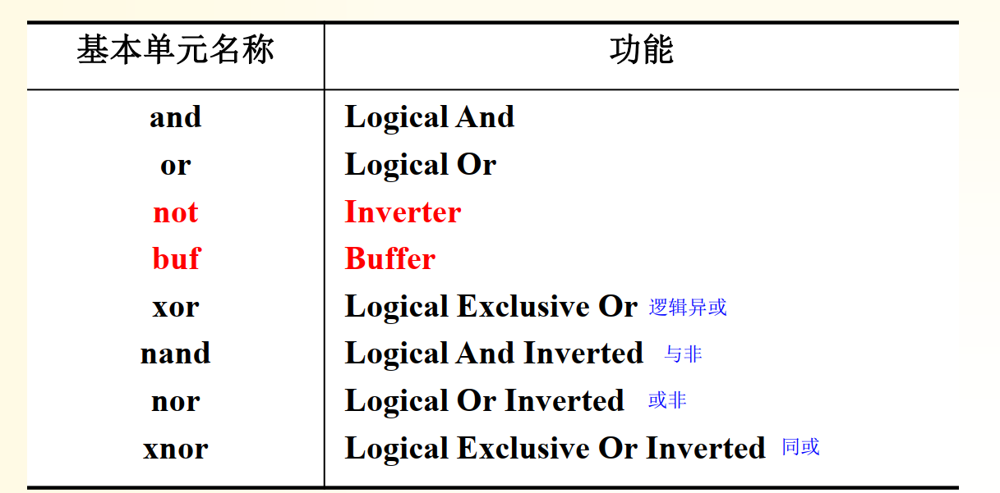 基本单元名称 功能
and Logical And
or Logical Or
not Inverter
buf Buffer
xor Logical Exclusive Or 逻辑异或
nand Logical And Inverted 与非
nor Logical Or Inverted 或非
xnor Logical Exclusive Or Inverted 同或